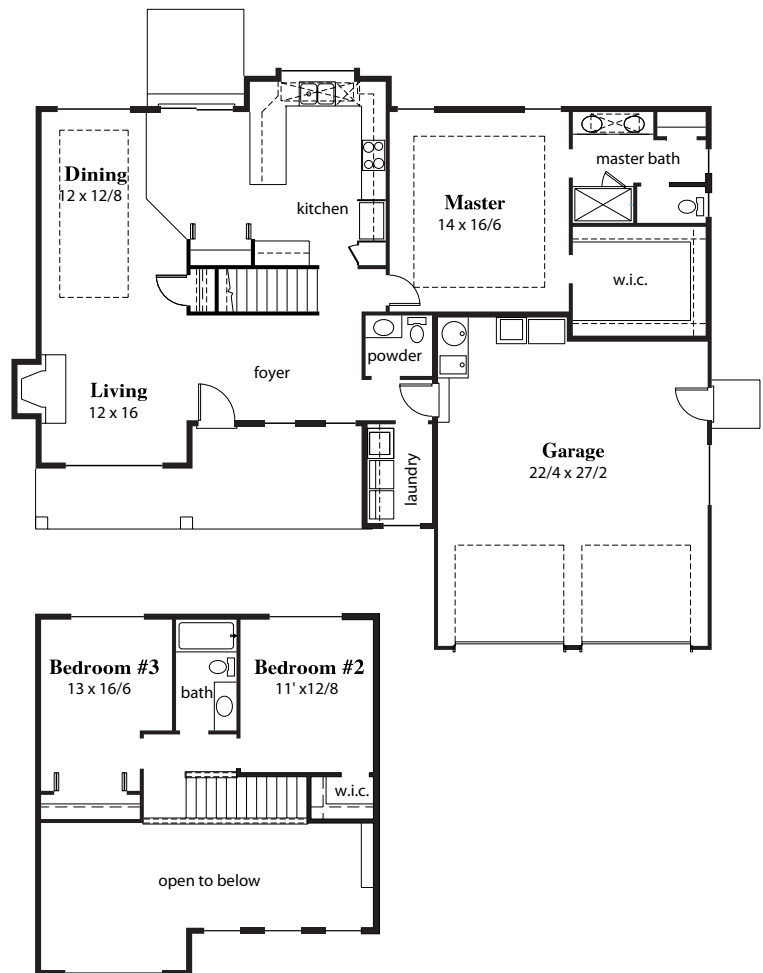 Dining
12 x 12/8
kitchen
Master
14 x 16/6
master bath
w.i.c.
powder
foyer
Living
12 x 16
laundry
Garage
22/4 x 27/2
Bedroom #3
13 x 16/6
bath
Bedroom #2
11' x12/8
w.i.c.
open to below